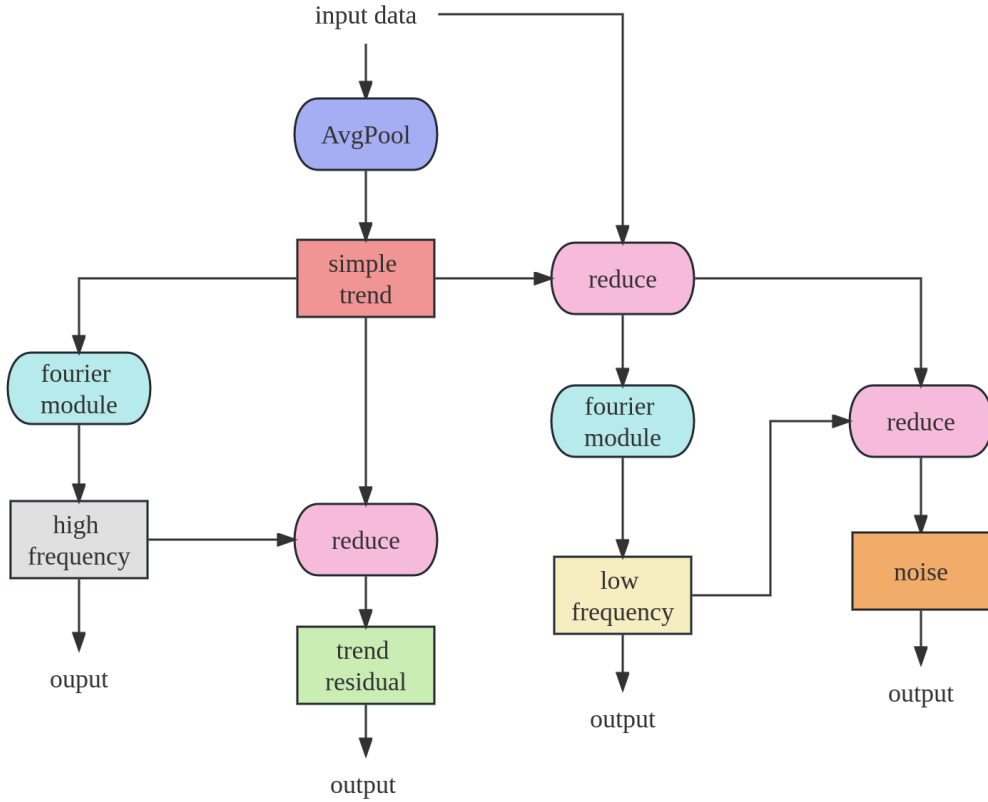 input data
AvgPool
simple
trend
reduce
fourier
module
fourier
module
reduce
high
frequency
reduce
low
frequency
noise
trend
residual
ouput
output
output
output